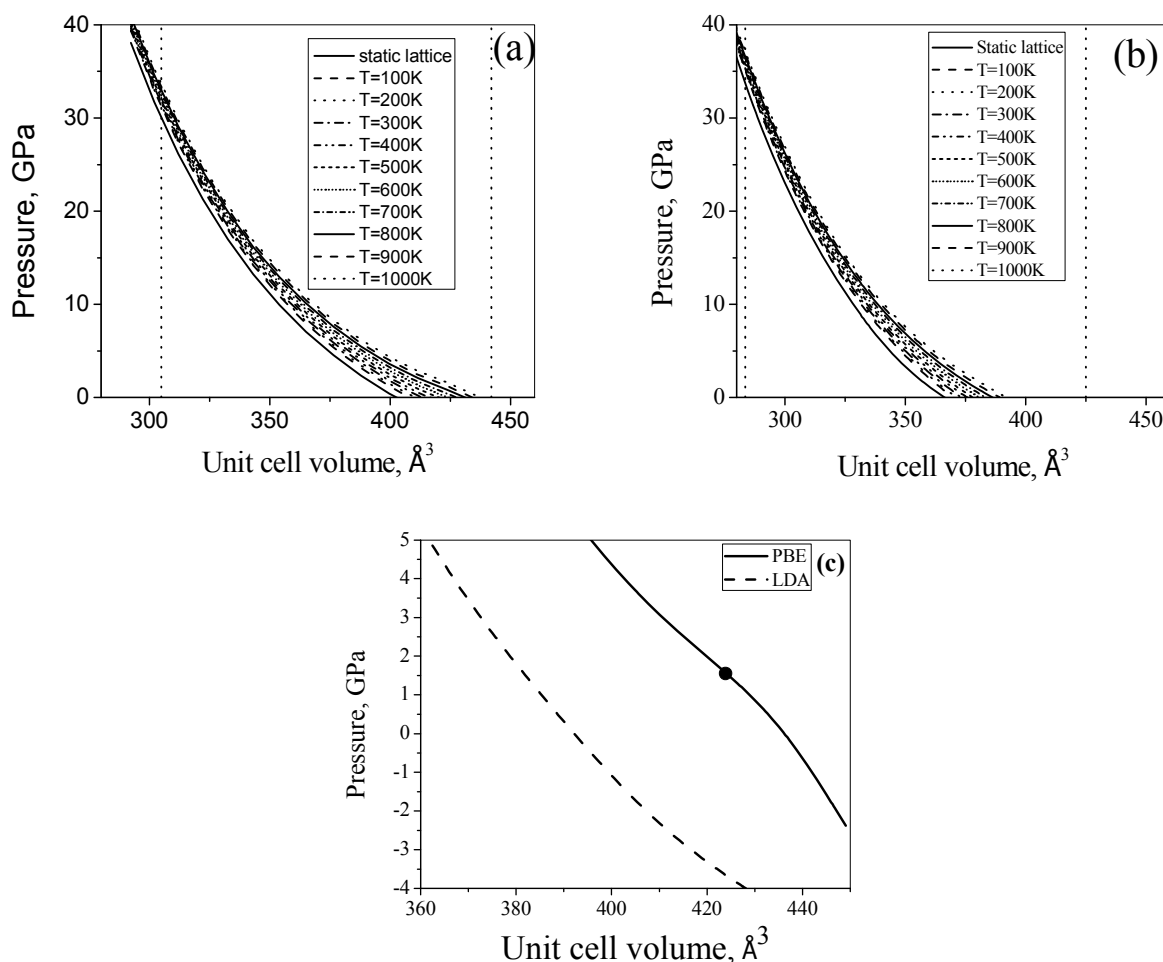 (a)
static lattice
T=100K
T=200K
T=300K
T=400K
T=500K
T=600K
T=700K
T=800K
T=900K
T=1000K
40
30
20
10
0
Pressure, GPa
300 350 400 450
Unit cell volume, Å³
(b)
Static lattice
T=100K
T=200K
T=300K
T=400K
T=500K
T=600K
T=700K
T=800K
T=900K
T=1000K
40
30
20
10
0
Pressure, GPa
300 350 400 450
Unit cell volume, Å³
(c)
PBE
LDA
5
4
3
2
1
0
-1
-2
-3
-4
Pressure, GPa
360 380 400 420 440
Unit cell volume, Å³